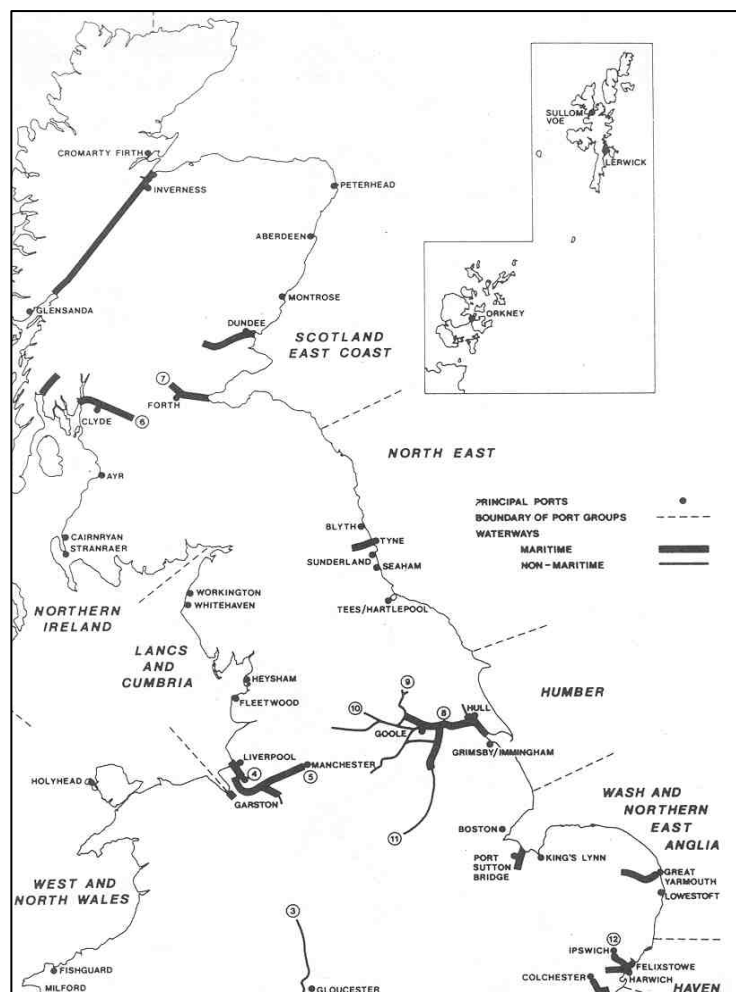 SULLOM
VOE
LERWICK
CROMARTY FIRTH
INVERNESS
PETERHEAD
ABERDEEN
MONTROSE
GLENSANDA
ORKNEY
DUNDEE
SCOTLAND
EAST COAST
7
FORTH
CLYDE
6
NORTH EAST
AYR
PRINCIPAL PORTS
BOUNDARY OF PORT GROUPS
WATERWAYS
MARITIME
NON-MARITIME
BLYTH
TYNE
CAIRNRYAN
STRANRAER
SUNDERLAND
SEAHAM
WORKINGTON
WHITEHAVEN
TEES/HARTLEPOOL
NORTHERN
IRELAND
LANCS
AND
CUMBRIA
HEYSHAM
FLEETWOOD
9
10
8
HULL
HUMBER
GOOLE
GRIMSBY/IMMINGHAM
LIVERPOOL
MANCHESTER
4
5
HOLYHEAD
GARSTON
WASH AND
NORTHERN
EAST
ANGLIA
11
BOSTON
PORT
SUTTON
BRIDGE
KING'S LYNN
GREAT
YARMOUTH
LOWESTOFT
WEST AND
NORTH WALES
3
12
IPSWICH
FELIXSTOWE
HARWICH
COLCHESTER
HAVEN
FISHGUARD
MILFORD
GLOUCESTER